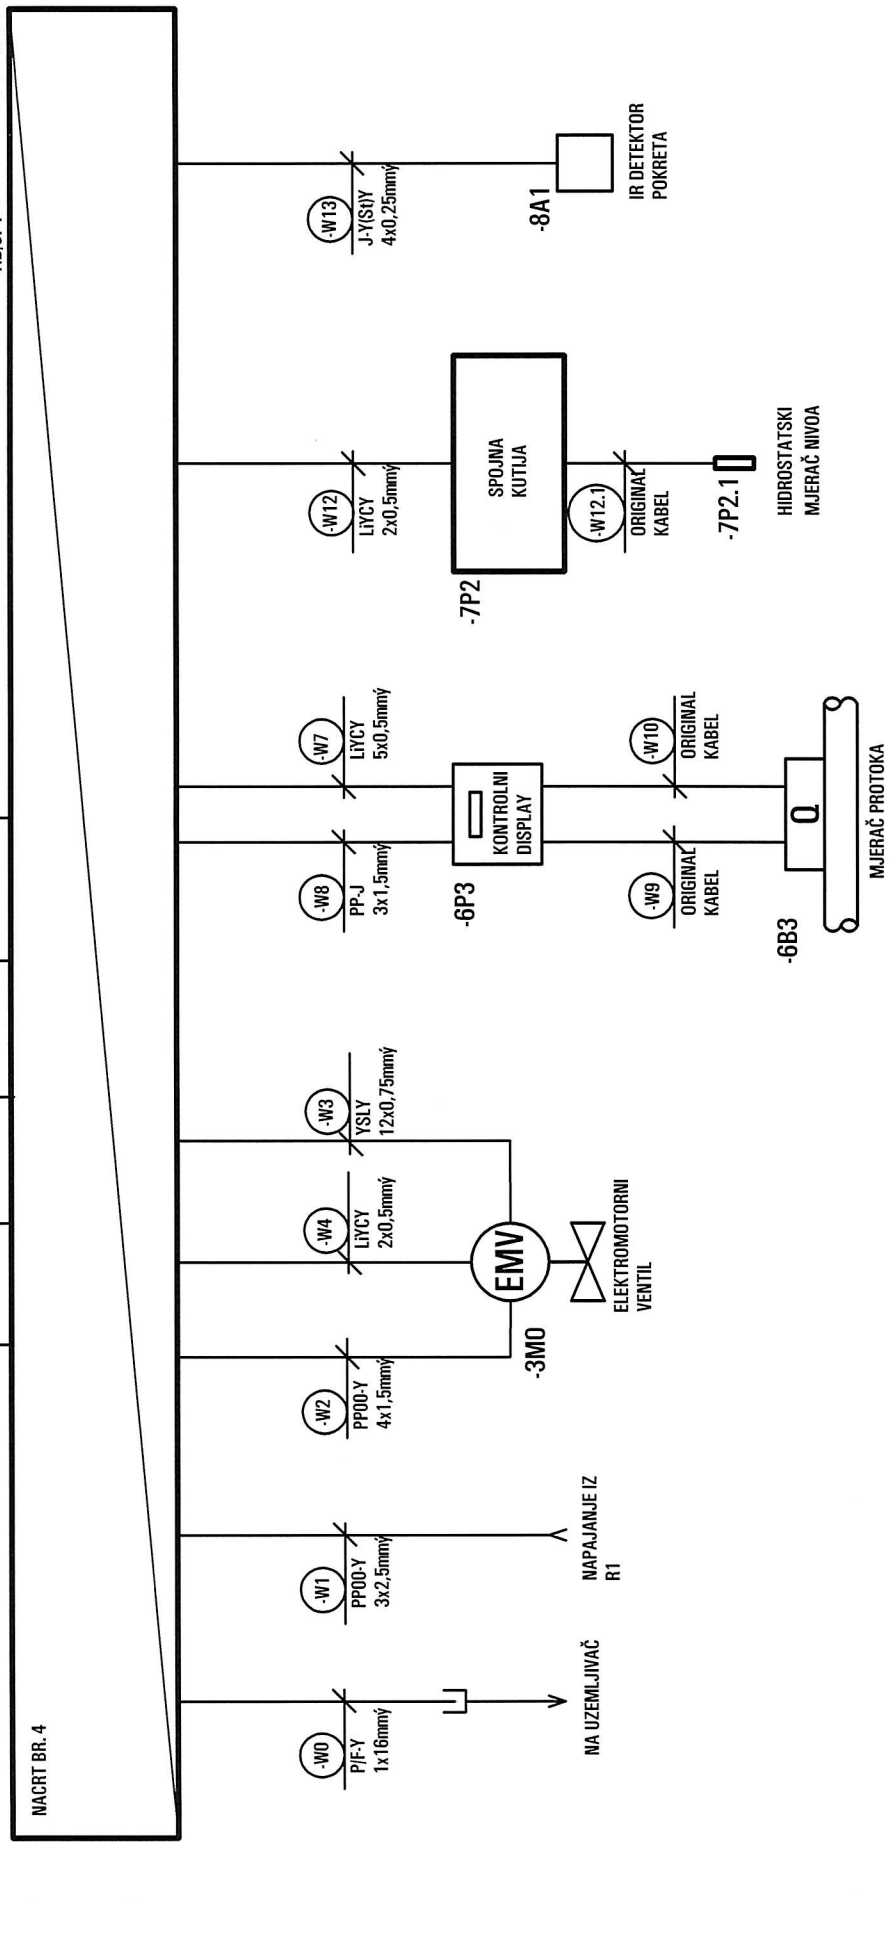 NACRT BR. 4
-W0
P/F-Y
1x16mmý
NA UZEMLJIVAČ
-W1
PP00-Y
3x2,5mmý
NAPAJANJE IZ
R1
-W2
PP00-Y
4x1,5mmý
-W4
LiYCY
2x0,5mmý
-W3
YSLY
12x0,75mmý
EMV
-3M0
ELEKTROMOTORNI
VENTIL
-W8
PP-J
3x1,5mmý
-W7
LiYCY
5x0,5mmý
-6P3
KONTROLNI
DISPLAY
-W9
ORIGINAL
KABEL
-W10
ORIGINAL
KABEL
-6B3
Q
MJERAČ PROTOKA
-W12
LiYCY
2x0,5mmý
-7P2
SPOJNA
KUTIJA
-W12.1
ORIGINAL
KABEL
-7P2.1
HIDROSTATSKI
MJERAČ NIVOA
-W13
J-Y(St)Y
4x0,25mmý
-8A1
IR DETEKTOR
POKRETA